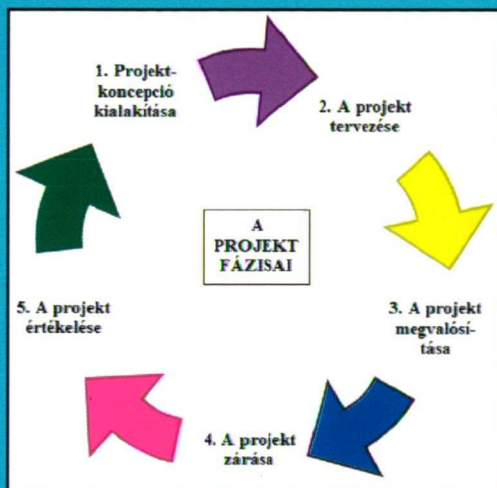 1. Projekt-
koncepció
kialakítása
2. A projekt
tervezése
A
PROJEKT
FÁZISAI
5. A projekt
értékelése
3. A projekt
megvalósí-
tása
4. A projekt
zárása